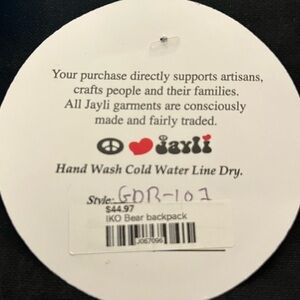 Your purchase directly supports artisans,
crafts people and their families.
All Jayli garments are consciously
made and fairly traded.
Jayli
Hand Wash Cold Water Line Dry.
Style: GDR-101
$44.97
IKO Bear backpack
J067096